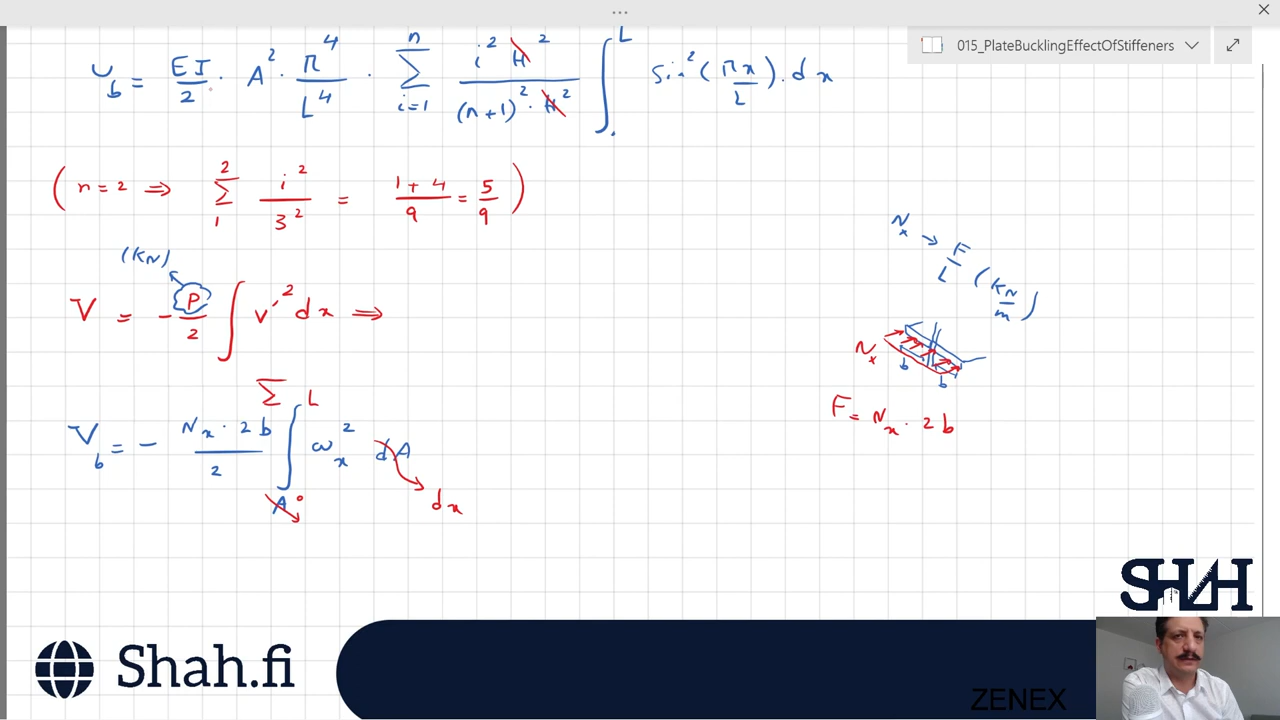 015_PlateBucklingEffectOfStiffeners
U_b = EI/2 · A² · π⁴/L⁴ · Σ_{i=1}^{n} i² H²/((n+1)² · H²) ∫_0^L Sin²(πx/L) · dx
(n=2 ⇒ Σ_1^2 i²/3² = (1+4)/9 = 5/9)
(KN)
V = -P/2 ∫ v'² dx ⇒
N_x → F/L (KN/m)
N_x
b
b
F = N_x · 2b
V_b = - (N_x · 2b)/2 Σ ∫_{A 0}^{L} ω_x² dA
dx
SHAH
Shah.fi
ZENEX